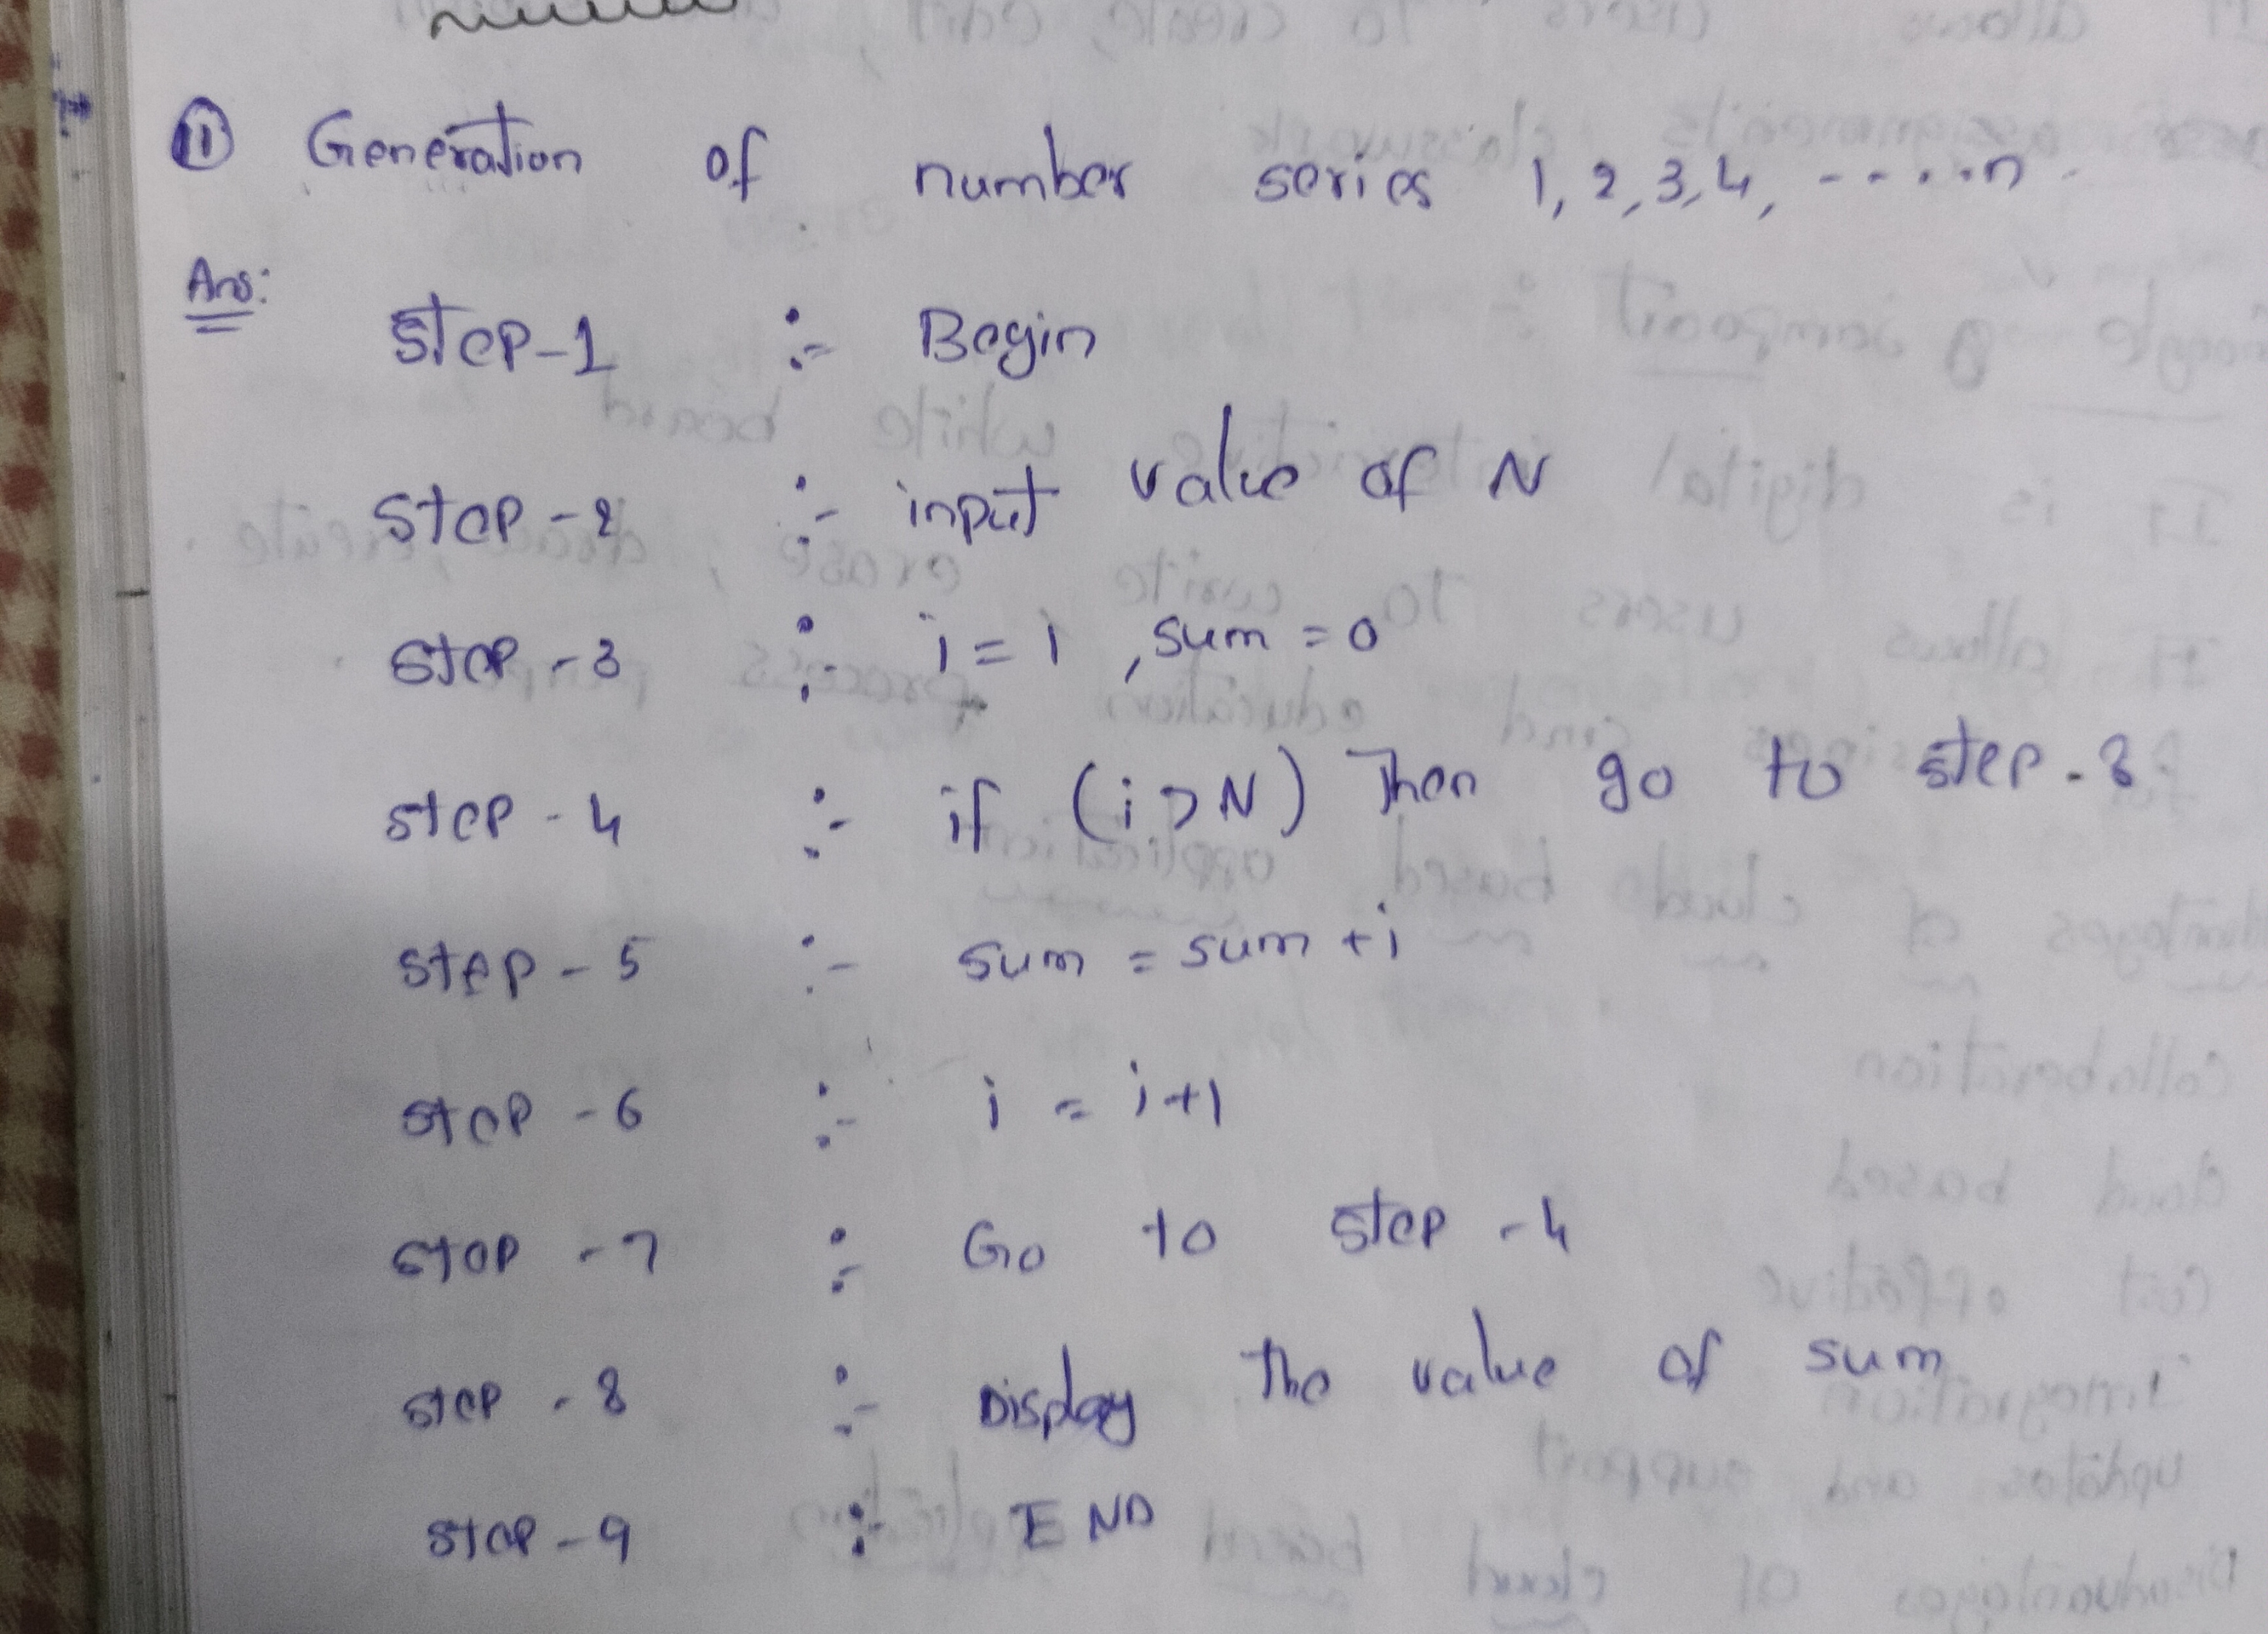 11 Generation of number series 1, 2, 3, 4, - - . . . n.
Ans:
Step-1 :- Begin
Step-2 :- input value of N
Step-3 :- i = 1, sum = 0
Step-4 :- if (i > N) Then go to step-8
Step-5 :- sum = sum + i
Step-6 :- i = i+1
Step-7 :- Go to step-4
Step-8 :- Display the value of sum
Step-9 :- END